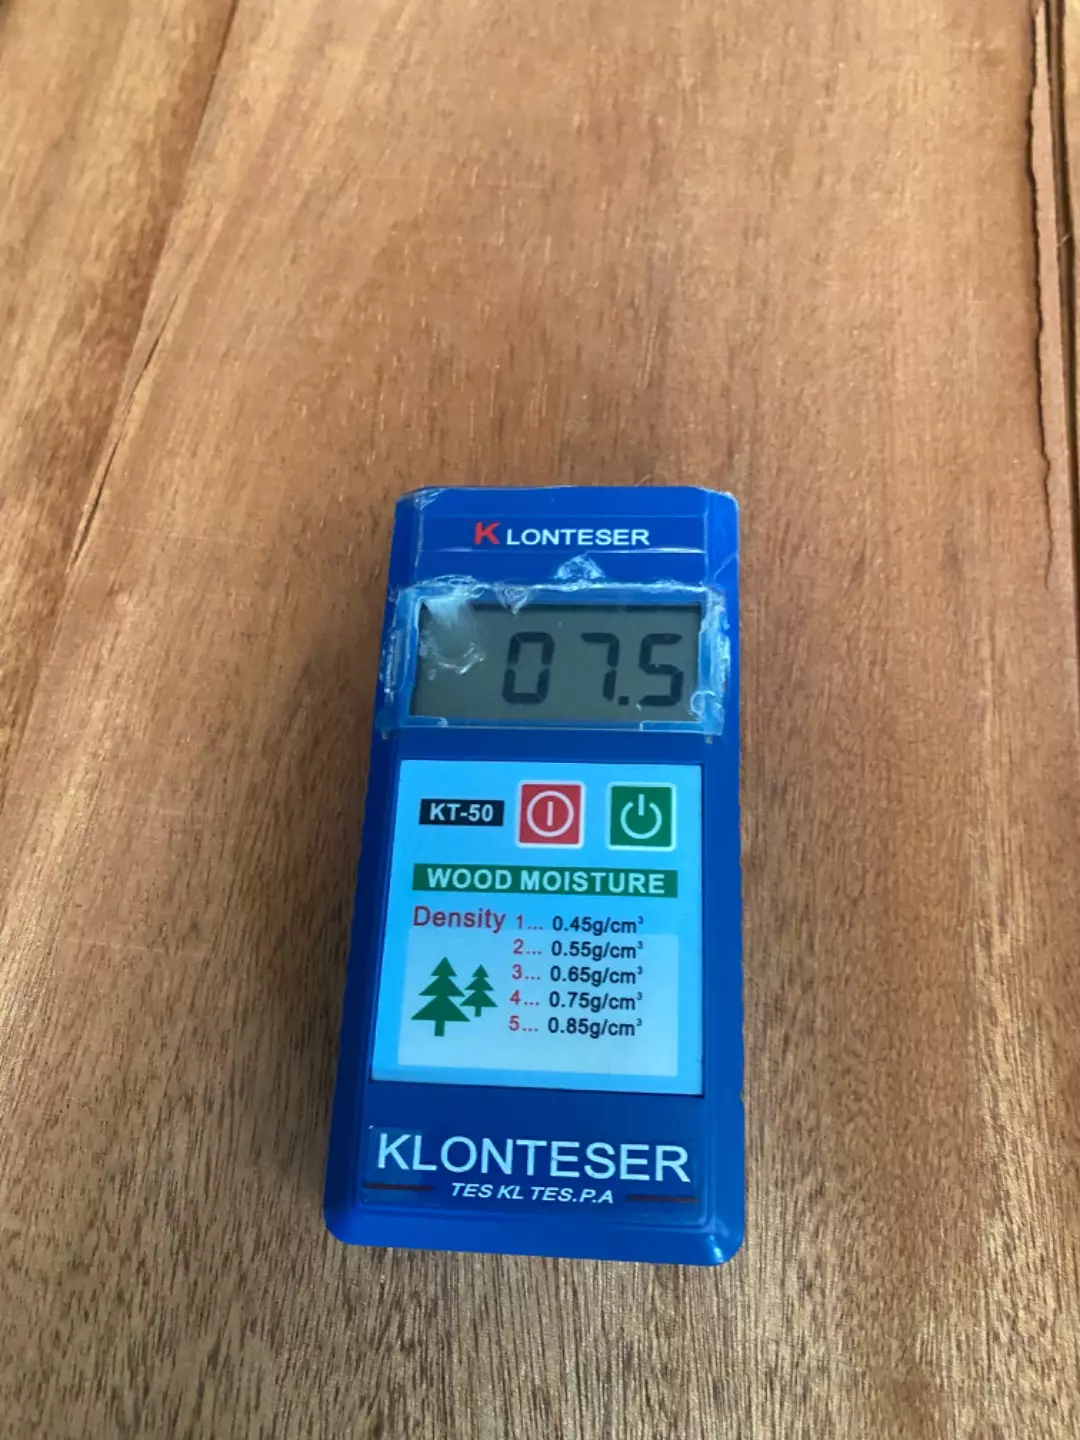 KLONTESER
07.5
KT-50
WOOD MOISTURE
Density 1... 0.45g/cm³
2... 0.55g/cm³
3... 0.65g/cm³
4... 0.75g/cm³
5... 0.85g/cm³
KLONTESER
TES KL TES.P.A